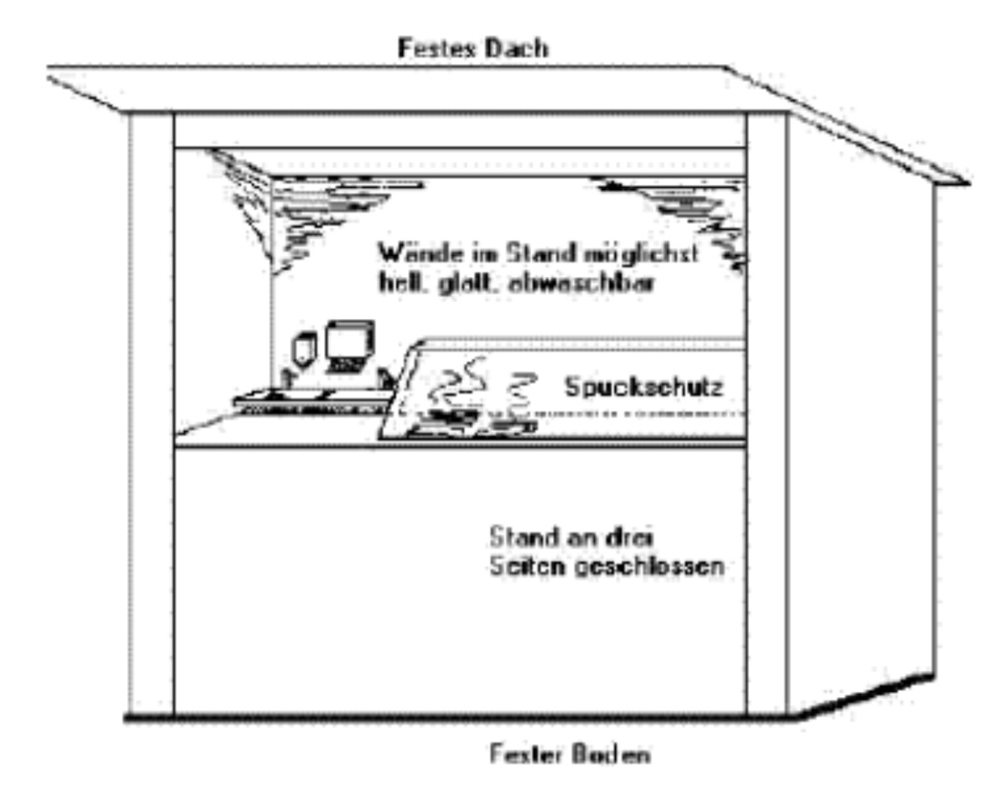 Festes Dach
Wände im Stand möglichst
hell, glatt, abwaschbar
Spuckschutz
Stand an drei
Seiten geschlossen
Fester Boden